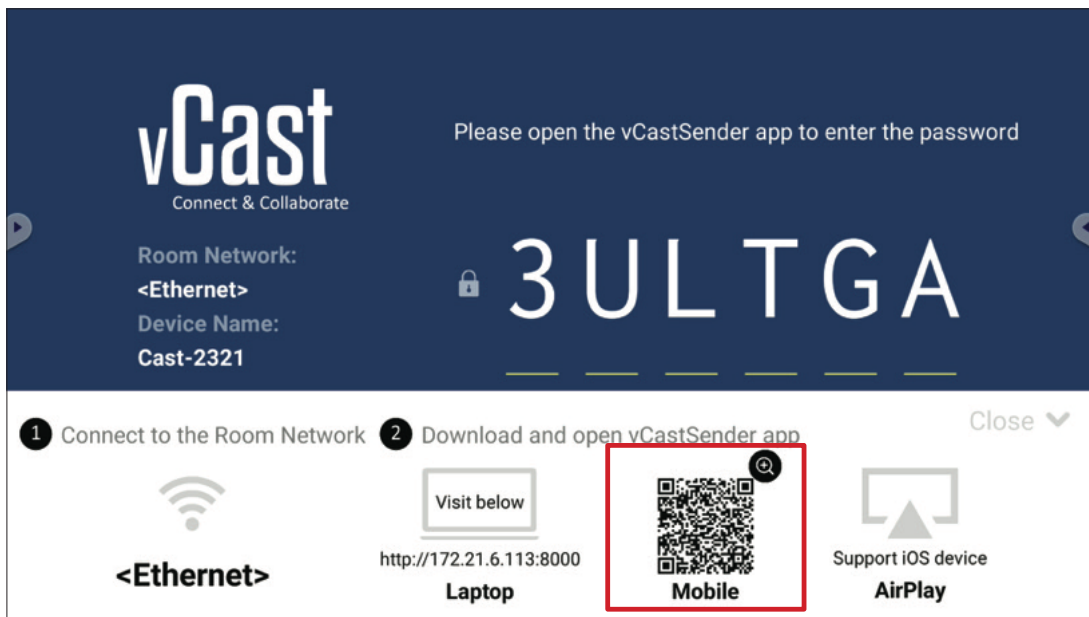 vCast
Connect & Collaborate
Please open the vCastSender app to enter the password
Room Network:
<Ethernet>
Device Name:
Cast-2321
3ULTGA
1 Connect to the Room Network
2 Download and open vCastSender app
Close
<Ethernet>
Visit below
http://172.21.6.113:8000
Laptop
Mobile
Support iOS device
AirPlay